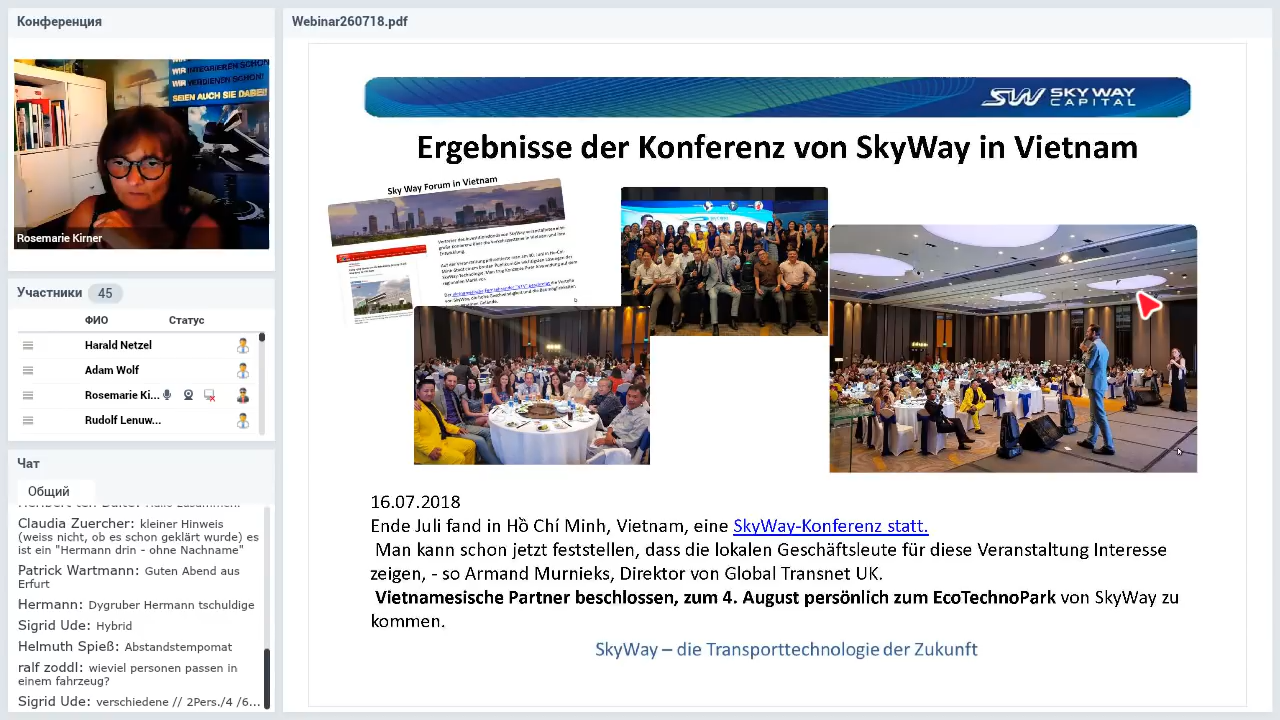 Конференция
Webinar260718.pdf
WIR INTEGRIEREN SCHON!
WIR VERDIENEN SCHON!
SEIEN AUCH SIE DABEI!
Rosemarie Kirner
SKY WAY
CAPITAL
Ergebnisse der Konferenz von SkyWay in Vietnam
Sky Way Forum in Vietnam
Участники 45
ФИО Статус
Harald Netzel
Adam Wolf
Rosemarie Ki...
Rudolf Lenuw...
Чат
Общий
Claudia Zuercher: kleiner Hinweis
(weiss nicht, ob es schon geklärt wurde) es
ist ein "Hermann drin - ohne Nachname"
Patrick Wartmann: Guten Abend aus
Erfurt
Hermann: Dygruber Hermann tschuldige
Sigrid Ude: Hybrid
Helmuth Spieß: Abstandstempomat
ralf zoddl: wieviel personen passen in
einem fahrzeug?
Sigrid Ude: verschiedene // 2Pers./4 /6...
16.07.2018
Ende Juli fand in Hồ Chí Minh, Vietnam, eine SkyWay-Konferenz statt.
Man kann schon jetzt feststellen, dass die lokalen Geschäftsleute für diese Veranstaltung Interesse
zeigen, - so Armand Murnieks, Direktor von Global Transnet UK.
Vietnamesische Partner beschlossen, zum 4. August persönlich zum EcoTechnoPark von SkyWay zu
kommen.
SkyWay – die Transporttechnologie der Zukunft